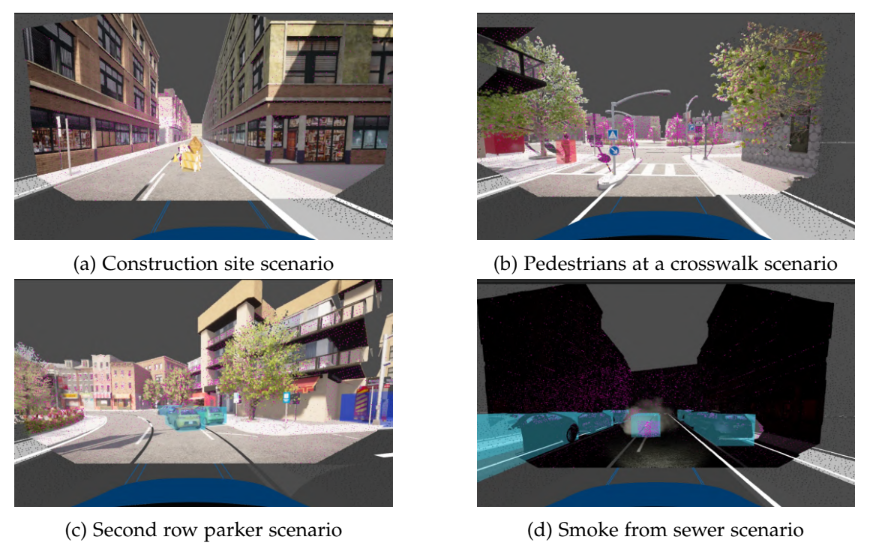 (a) Construction site scenario
(b) Pedestrians at a crosswalk scenario
(c) Second row parker scenario
(d) Smoke from sewer scenario